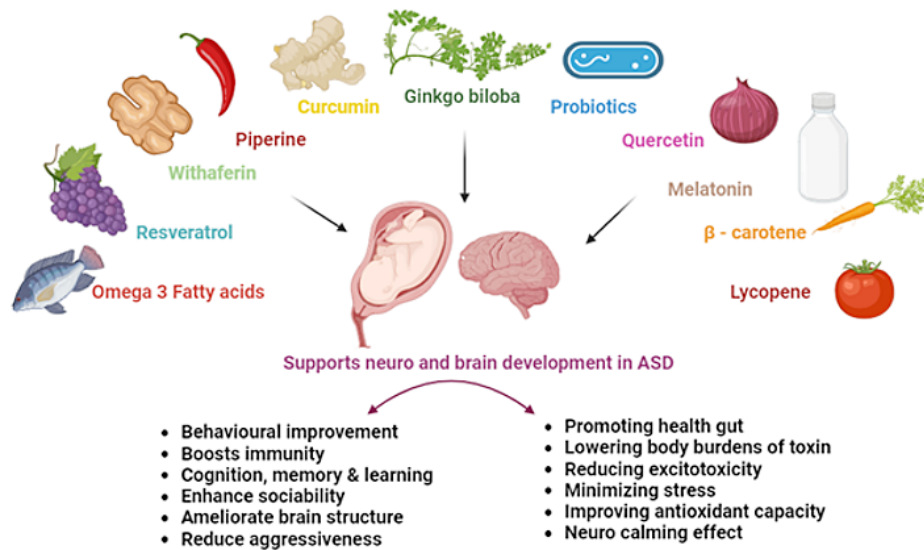 Curcumin
Ginkgo biloba
Probiotics
Piperine
Quercetin
Withaferin
Melatonin
Resveratrol
β - carotene
Omega 3 Fatty acids
Lycopene
Supports neuro and brain development in ASD
• Behavioural improvement
• Boosts immunity
• Cognition, memory & learning
• Enhance sociability
• Ameliorate brain structure
• Reduce aggressiveness
• Promoting health gut
• Lowering body burdens of toxin
• Reducing excitotoxicity
• Minimizing stress
• Improving antioxidant capacity
• Neuro calming effect